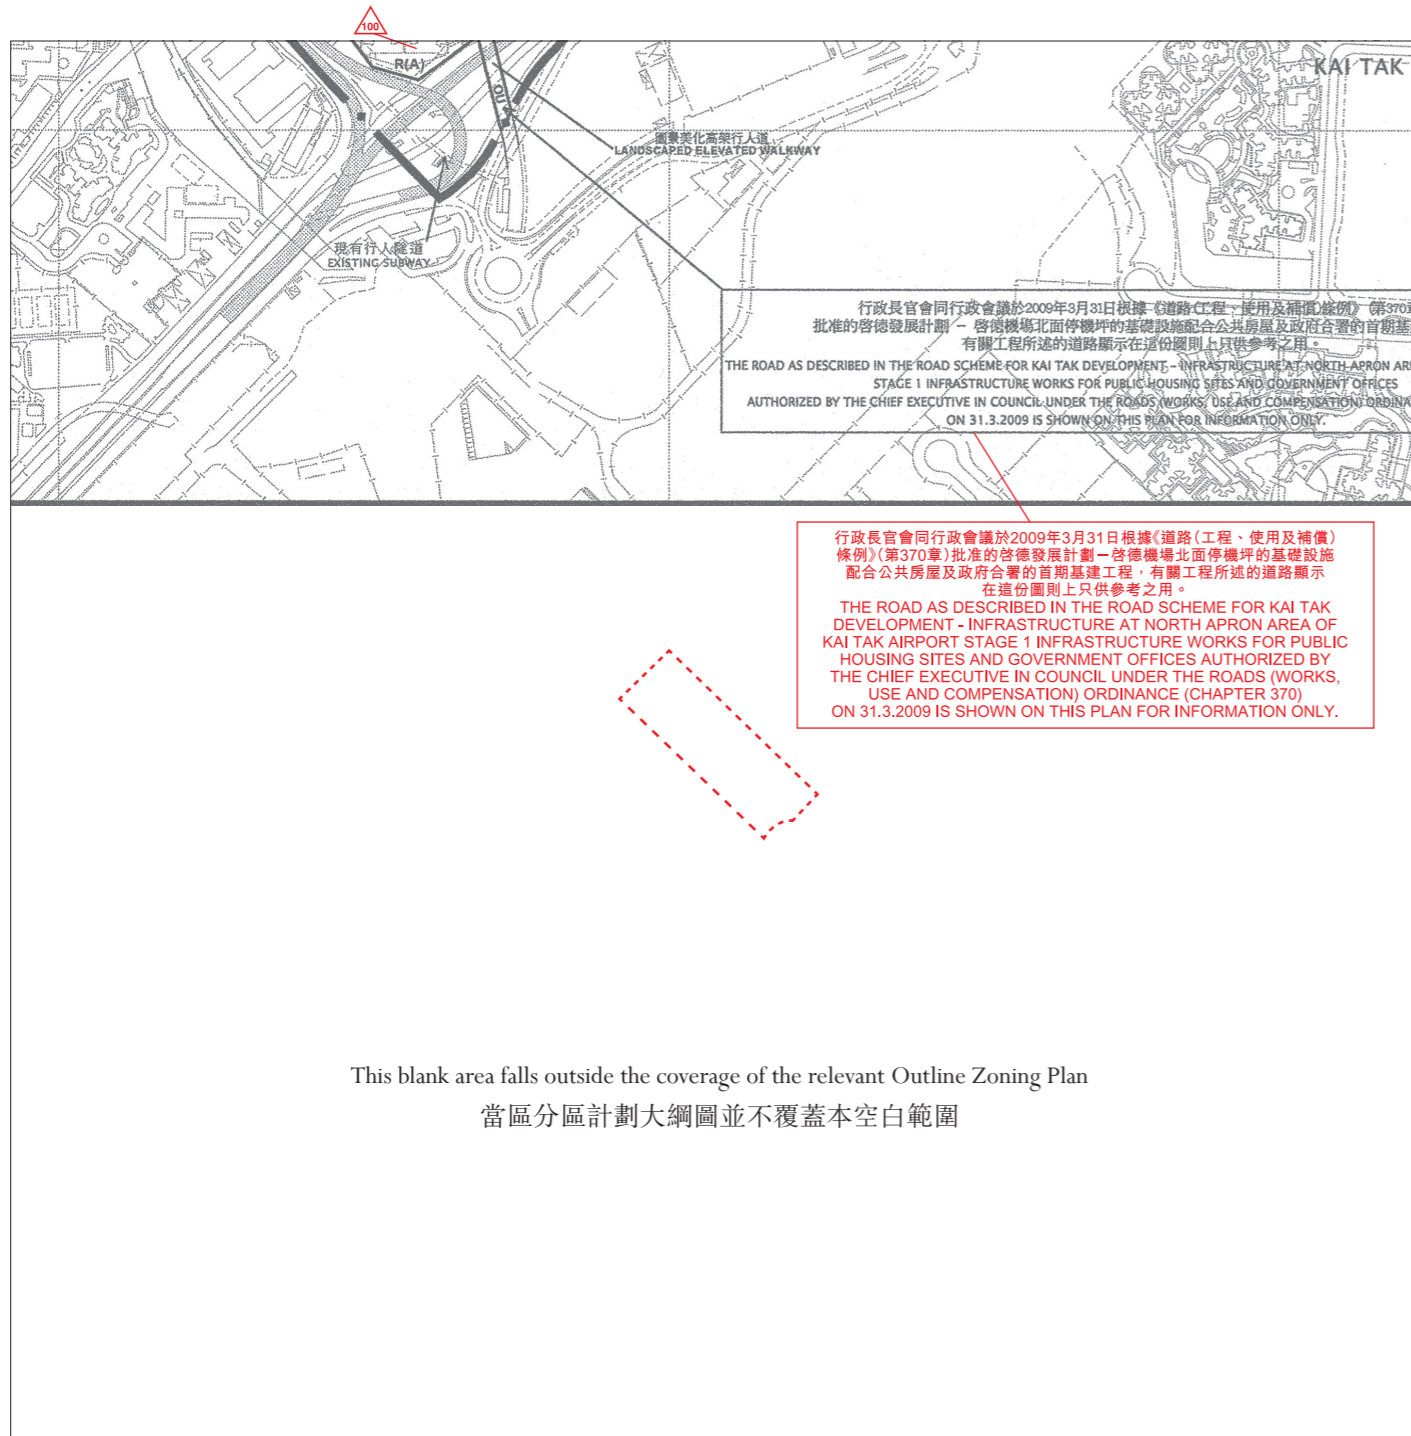 100
R(A)
KAI TAK
OU
園景美化高架行人道
LANDSCAPED ELEVATED WALKWAY
現有行人隧道
EXISTING SUBWAY
行政長官會同行政會議於2009年3月31日根據《道路(工程、使用及補償)條例》(第370章
批准的啓德發展計劃 - 啓德機場北面停機坪的基礎設施配合公共房屋及政府合署的首期基
有關工程所述的道路顯示在這份圖則上只供參考之用。
THE ROAD AS DESCRIBED IN THE ROAD SCHEME FOR KAI TAK DEVELOPMENT - INFRASTRUCTURE AT NORTH APRON ARE
STAGE 1 INFRASTRUCTURE WORKS FOR PUBLIC HOUSING SITES AND GOVERNMENT OFFICES
AUTHORIZED BY THE CHIEF EXECUTIVE IN COUNCIL UNDER THE ROADS (WORKS, USE AND COMPENSATION) ORDINA
ON 31.3.2009 IS SHOWN ON THIS PLAN FOR INFORMATION ONLY.
行政長官會同行政會議於2009年3月31日根據《道路(工程、使用及補償)
條例》(第370章)批准的啓德發展計劃－啓德機場北面停機坪的基礎設施
配合公共房屋及政府合署的首期基建工程，有關工程所述的道路顯示
在這份圖則上只供參考之用。
THE ROAD AS DESCRIBED IN THE ROAD SCHEME FOR KAI TAK
DEVELOPMENT - INFRASTRUCTURE AT NORTH APRON AREA OF
KAI TAK AIRPORT STAGE 1 INFRASTRUCTURE WORKS FOR PUBLIC
HOUSING SITES AND GOVERNMENT OFFICES AUTHORIZED BY
THE CHIEF EXECUTIVE IN COUNCIL UNDER THE ROADS (WORKS,
USE AND COMPENSATION) ORDINANCE (CHAPTER 370)
ON 31.3.2009 IS SHOWN ON THIS PLAN FOR INFORMATION ONLY.
This blank area falls outside the coverage of the relevant Outline Zoning Plan
當區分區計劃大綱圖並不覆蓋本空白範圍